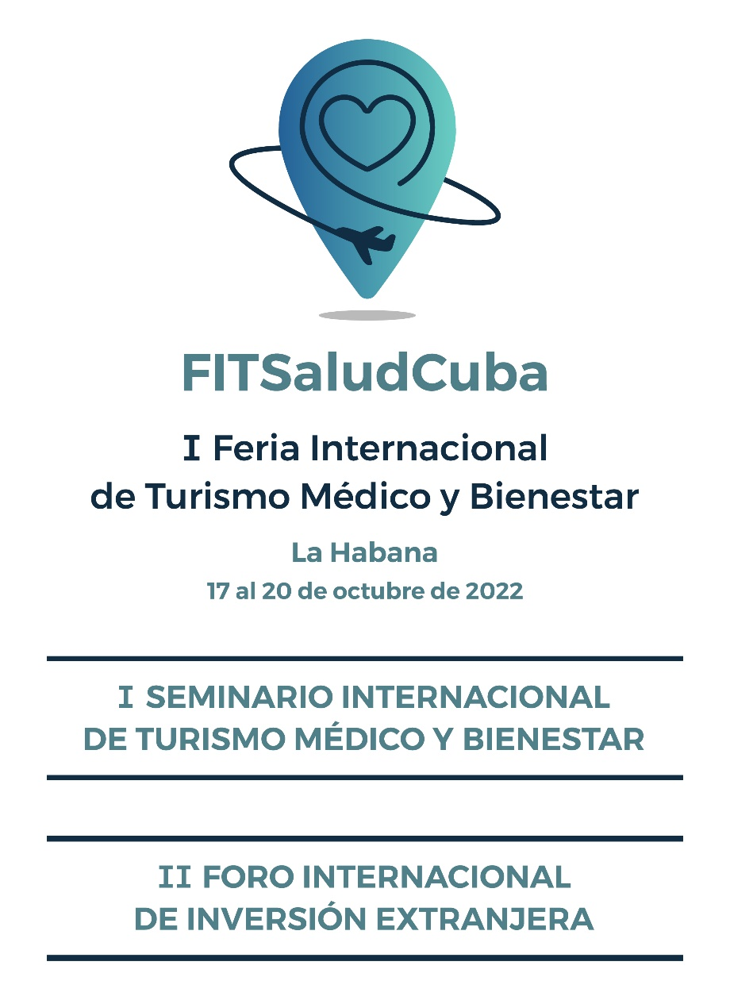 FITSaludCuba
I Feria Internacional
de Turismo Médico y Bienestar
La Habana
17 al 20 de octubre de 2022
I SEMINARIO INTERNACIONAL
DE TURISMO MÉDICO Y BIENESTAR
II FORO INTERNACIONAL
DE INVERSIÓN EXTRANJERA